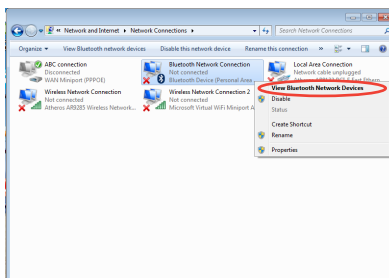 « Network and Internet ▸ Network Connections ▸
Search Network Connections
Organize ▾ View Bluetooth network devices Disable this network device Rename this connection »
ABC connection
Disconnected
WAN Miniport (PPPOE)
Bluetooth Network Connection
Not connected
Bluetooth Device (Personal Area ...
Local Area Connection
Network cable unplugged
Wireless Network Connection
Not connected
Atheros AR9285 Wireless Network...
Wireless Network Connection 2
Not connected
Microsoft Virtual WiFi Miniport A
View Bluetooth Network Devices
Disable
Status
Create Shortcut
Rename
Properties